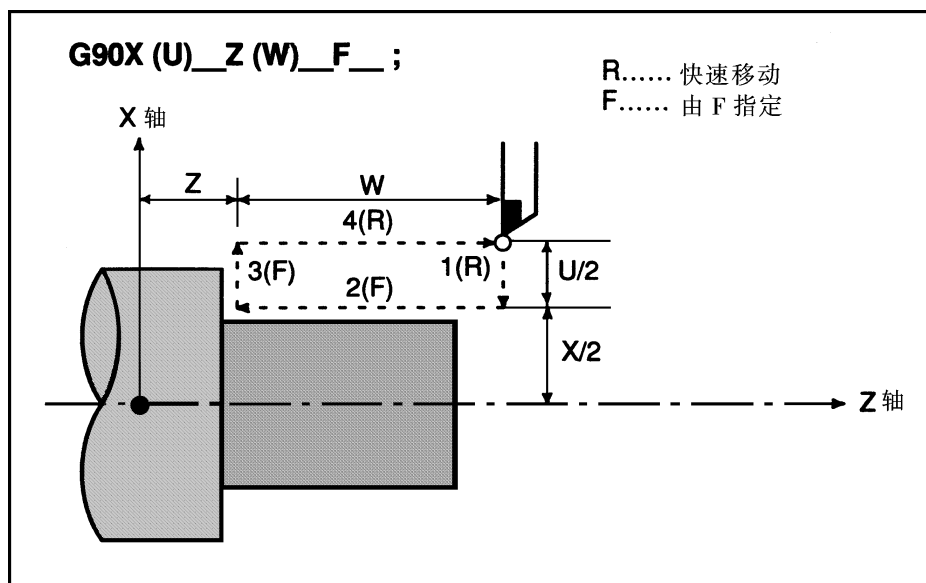 G90X (U)__Z (W)__F__ ;
R...... 快速移动
F...... 由 F 指定
X 轴
Z
W
4(R)
3(F)
1(R)
U/2
2(F)
X/2
Z 轴